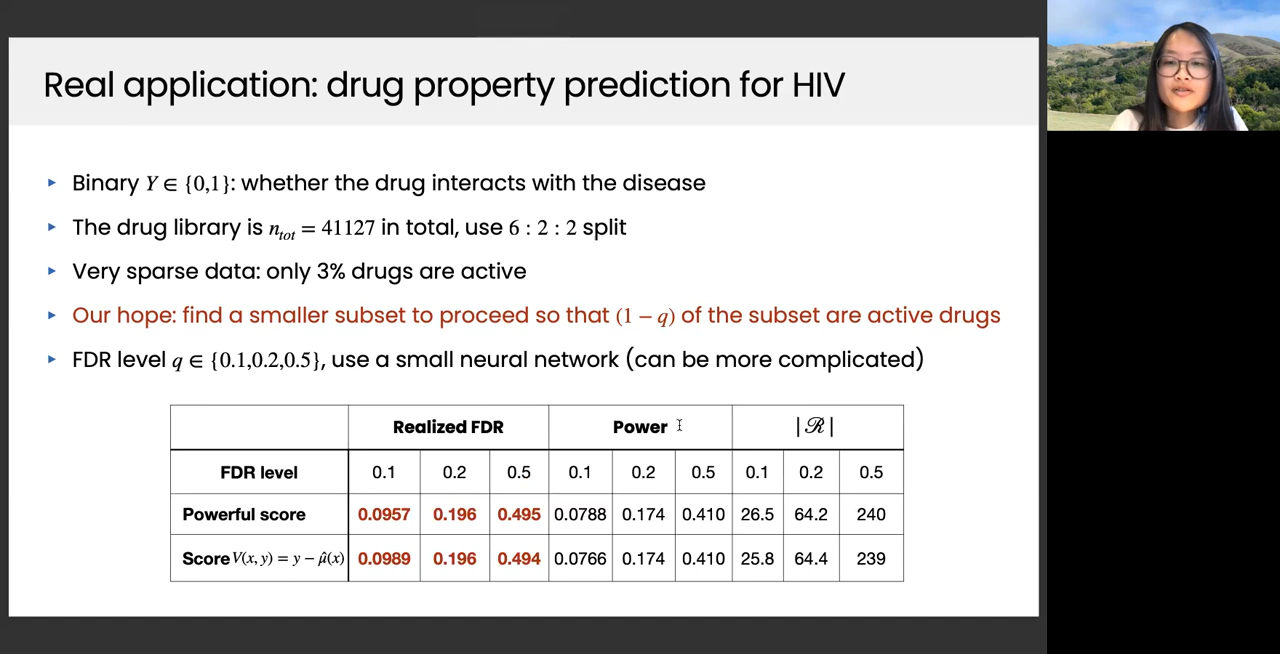 Real application: drug property prediction for HIV
▸ Binary Y ∈ {0,1}: whether the drug interacts with the disease
▸ The drug library is n_tot = 41127 in total, use 6 : 2 : 2 split
▸ Very sparse data: only 3% drugs are active
▸ Our hope: find a smaller subset to proceed so that (1 − q) of the subset are active drugs
▸ FDR level q ∈ {0.1,0.2,0.5}, use a small neural network (can be more complicated)
Realized FDR Power |ℛ|
FDR level 0.1 0.2 0.5 0.1 0.2 0.5 0.1 0.2 0.5
Powerful score 0.0957 0.196 0.495 0.0788 0.174 0.410 26.5 64.2 240
Score V(x, y) = y − μ̂(x) 0.0989 0.196 0.494 0.0766 0.174 0.410 25.8 64.4 239